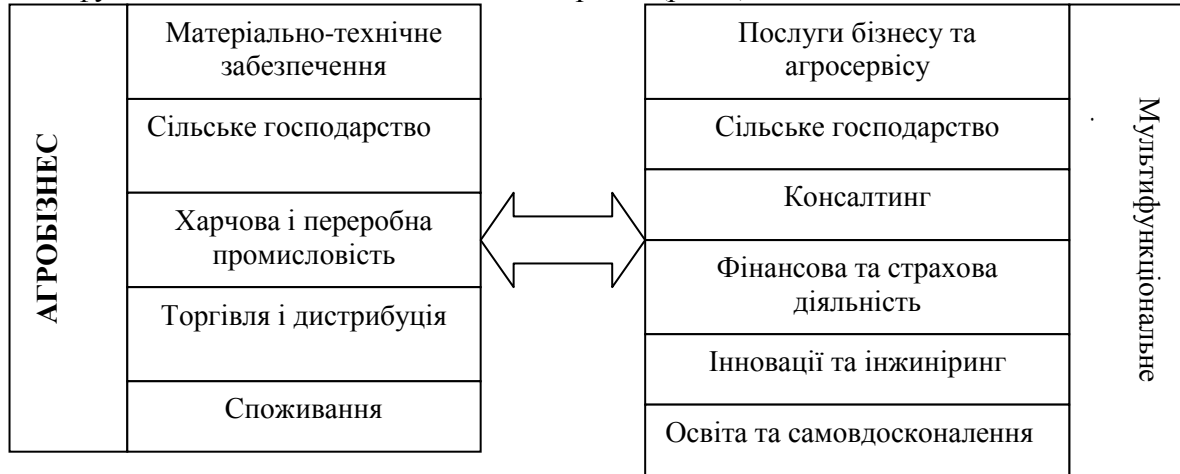 АГРОБІЗНЕС
Матеріально-технічне
забезпечення
Сільське господарство
Харчова і переробна
промисловість
Торгівля і дистрибуція
Споживання
Послуги бізнесу та
агросервісу
Сільське господарство
Консалтинг
Фінансова та страхова
діяльність
Інновації та інжиніринг
Освіта та самовдосконалення
Мультифункціональне